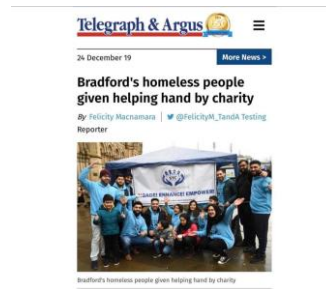 Telegraph & Argus
24 December 19
More News >
Bradford's homeless people
given helping hand by charity
By Felicity Macnamara | @FelicityM_TandA Testing
Reporter
ENHANCE! EMPOWER!
Bradford's homeless people given helping hand by charity